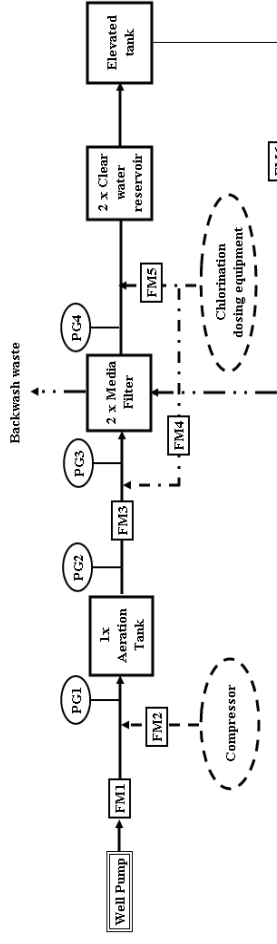 Well Pump
FM1
FM2
Compressor
PG1
1x
Aeration
Tank
PG2
FM3
PG3
FM4
Backwash waste
2 x Media
Filter
PG4
FM5
Chlorination
dosing equipment
2 x Clear
water
reservoir
Elevated
tank